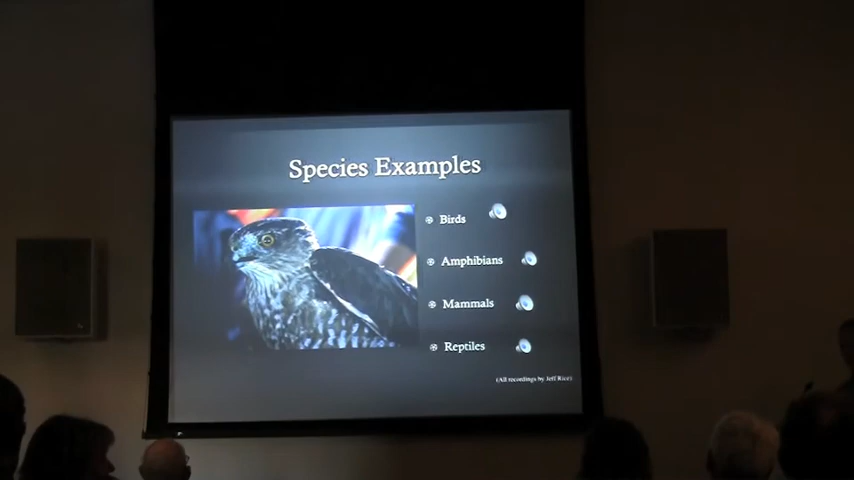 Species Examples
Birds
Amphibians
Mammals
Reptiles
(All recordings by Jeff Rice)